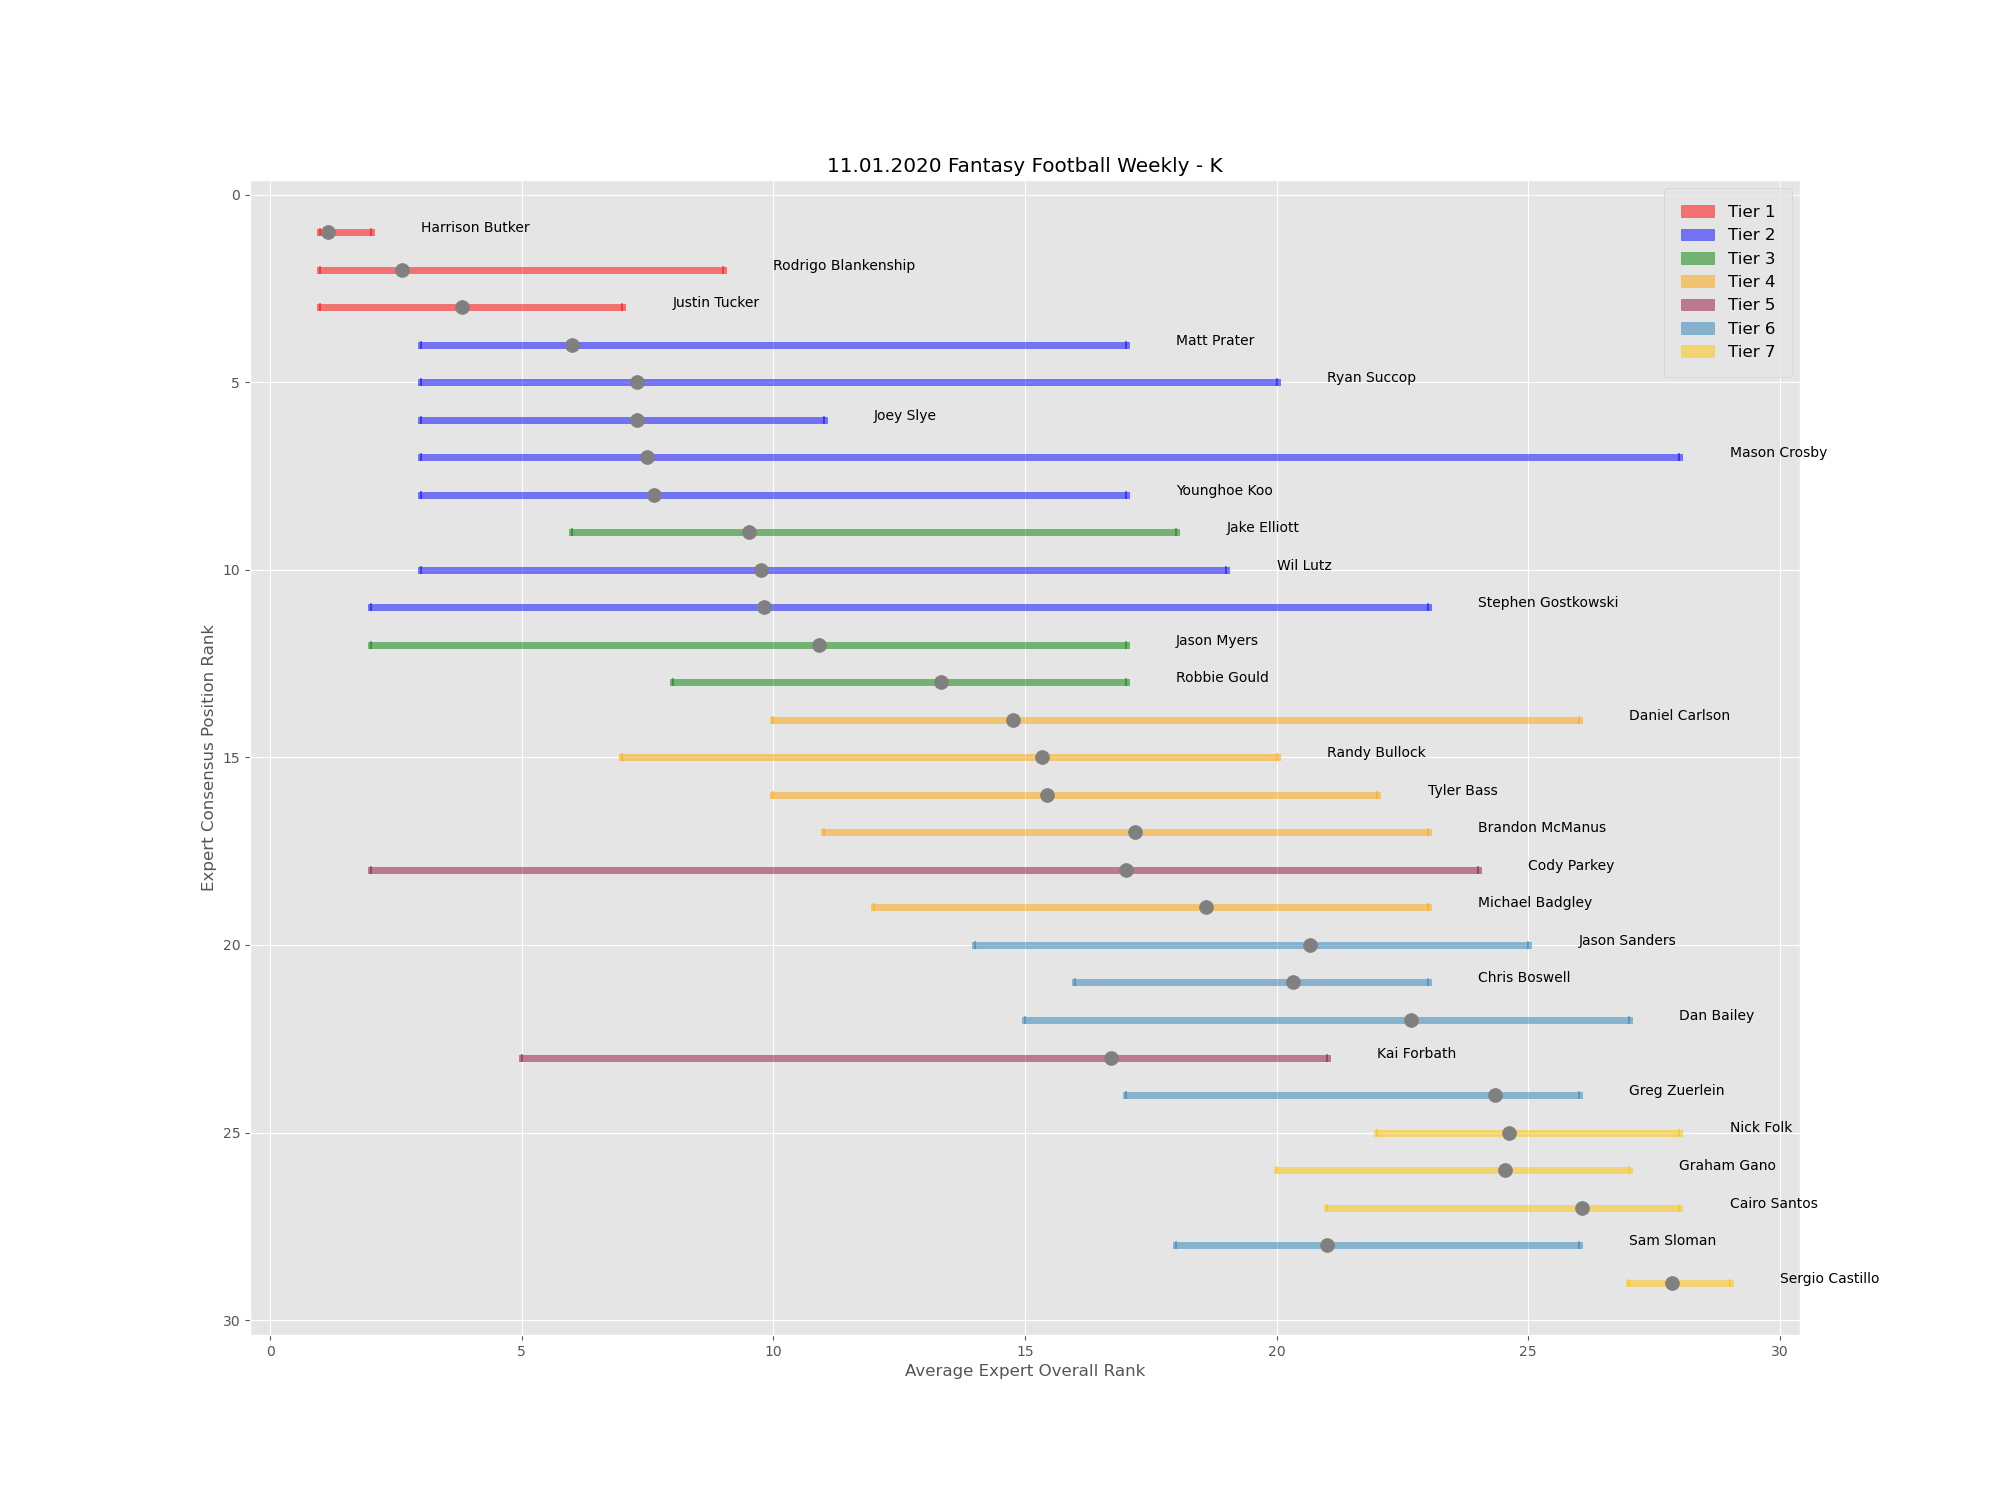 11.01.2020 Fantasy Football Weekly - K
Tier 1
Tier 2
Tier 3
Tier 4
Tier 5
Tier 6
Tier 7
Harrison Butker
Rodrigo Blankenship
Justin Tucker
Matt Prater
Ryan Succop
Joey Slye
Mason Crosby
Younghoe Koo
Jake Elliott
Wil Lutz
Stephen Gostkowski
Jason Myers
Robbie Gould
Daniel Carlson
Randy Bullock
Tyler Bass
Brandon McManus
Cody Parkey
Michael Badgley
Jason Sanders
Chris Boswell
Dan Bailey
Kai Forbath
Greg Zuerlein
Nick Folk
Graham Gano
Cairo Santos
Sam Sloman
Sergio Castillo
Expert Consensus Position Rank
0
5
10
15
20
25
30
0 5 10 15 20 25 30
Average Expert Overall Rank